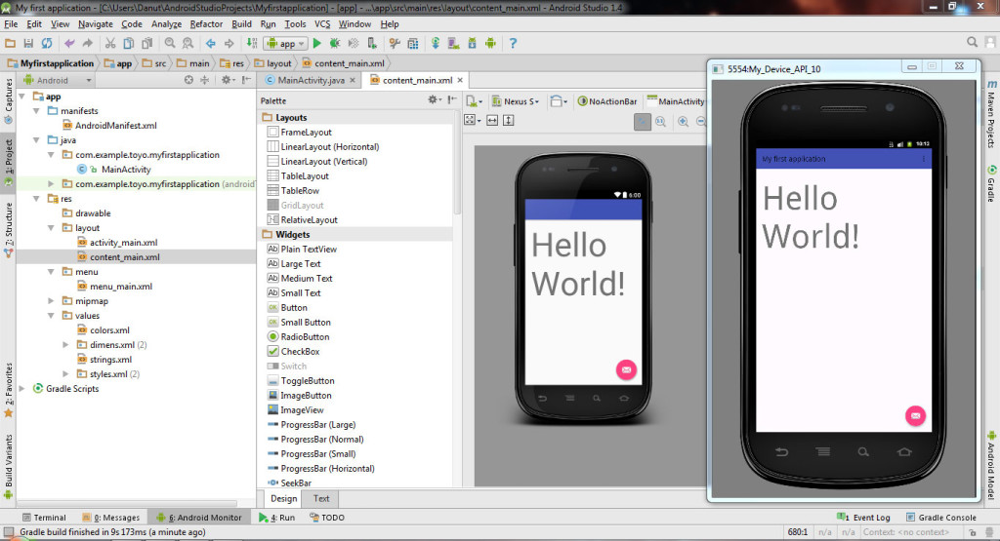 My first application - [C:\Users\Danut\AndroidStudioProjects\Myfirstapplication] - [app] - ...\app\src\main\res\layout\content_main.xml - Android Studio 1.4
File Edit View Navigate Code Analyze Refactor Build Run Tools VCS Window Help
app
Myfirstapplication app src main res layout content_main.xml
Android
MainActivity.java
content_main.xml
Captures
1: Project
7: Structure
2: Favorites
Build Variants
app
manifests
AndroidManifest.xml
java
com.example.toyo.myfirstapplication
MainActivity
com.example.toyo.myfirstapplication (android
res
drawable
layout
activity_main.xml
content_main.xml
menu
menu_main.xml
mipmap
values
colors.xml
dimens.xml (2)
strings.xml
styles.xml (2)
Gradle Scripts
Palette
Layouts
FrameLayout
LinearLayout (Horizontal)
LinearLayout (Vertical)
TableLayout
TableRow
GridLayout
RelativeLayout
Widgets
Plain TextView
Large Text
Medium Text
Small Text
Button
Small Button
RadioButton
CheckBox
Switch
ToggleButton
ImageButton
ImageView
ProgressBar (Large)
ProgressBar (Normal)
ProgressBar (Small)
ProgressBar (Horizontal)
SeekBar
Design Text
Nexus S NoActionBar MainActivity
6:00
Hello
World!
5554:My_Device_API_10
10:12
My first application
Hello
World!
Maven Projects
Gradle
Android Model
Terminal 0: Messages 6: Android Monitor 4: Run TODO 1 Event Log Gradle Console
Gradle build finished in 9s 173ms (a minute ago) 680:1 n/a n/a Context: <no context>